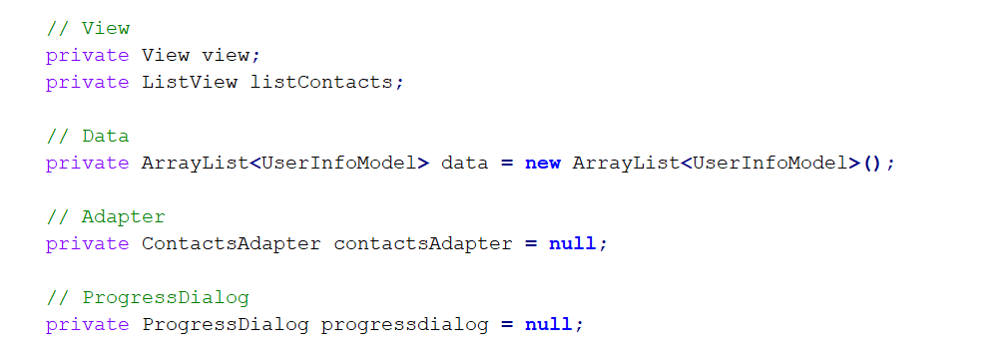 // View
private View view;
private ListView listContacts;
// Data
private ArrayList<UserInfoModel> data = new ArrayList<UserInfoModel>();
// Adapter
private ContactsAdapter contactsAdapter = null;
// ProgressDialog
private ProgressDialog progressdialog = null;